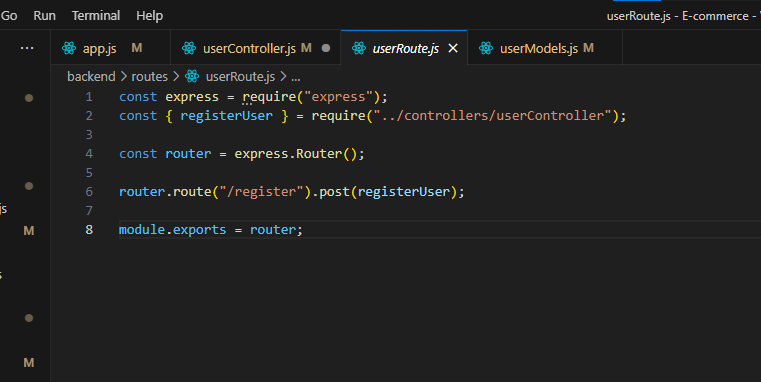 Go Run Terminal Help userRoute.js - E-commerce -
... app.js M userController.js M userRoute.js userModels.js M
backend > routes > userRoute.js > ...
1 const express = require("express");
2 const { registerUser } = require("../controllers/userController");
3
4 const router = express.Router();
5
6 router.route("/register").post(registerUser);
7
js
M 8 module.exports = router;
s
M